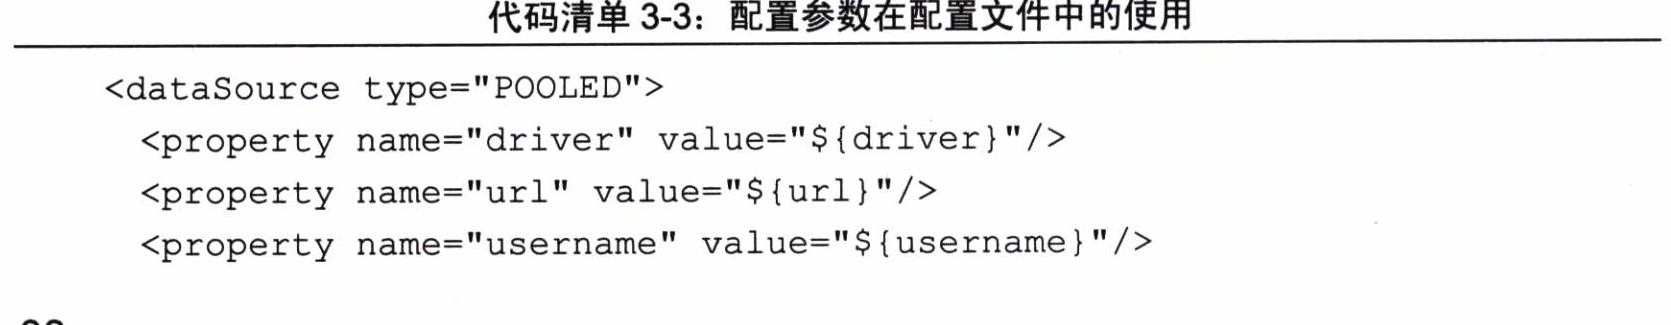 代码清单 3-3：配置参数在配置文件中的使用
<dataSource type="POOLED">
<property name="driver" value="${driver}"/>
<property name="url" value="${url}"/>
<property name="username" value="${username}"/>